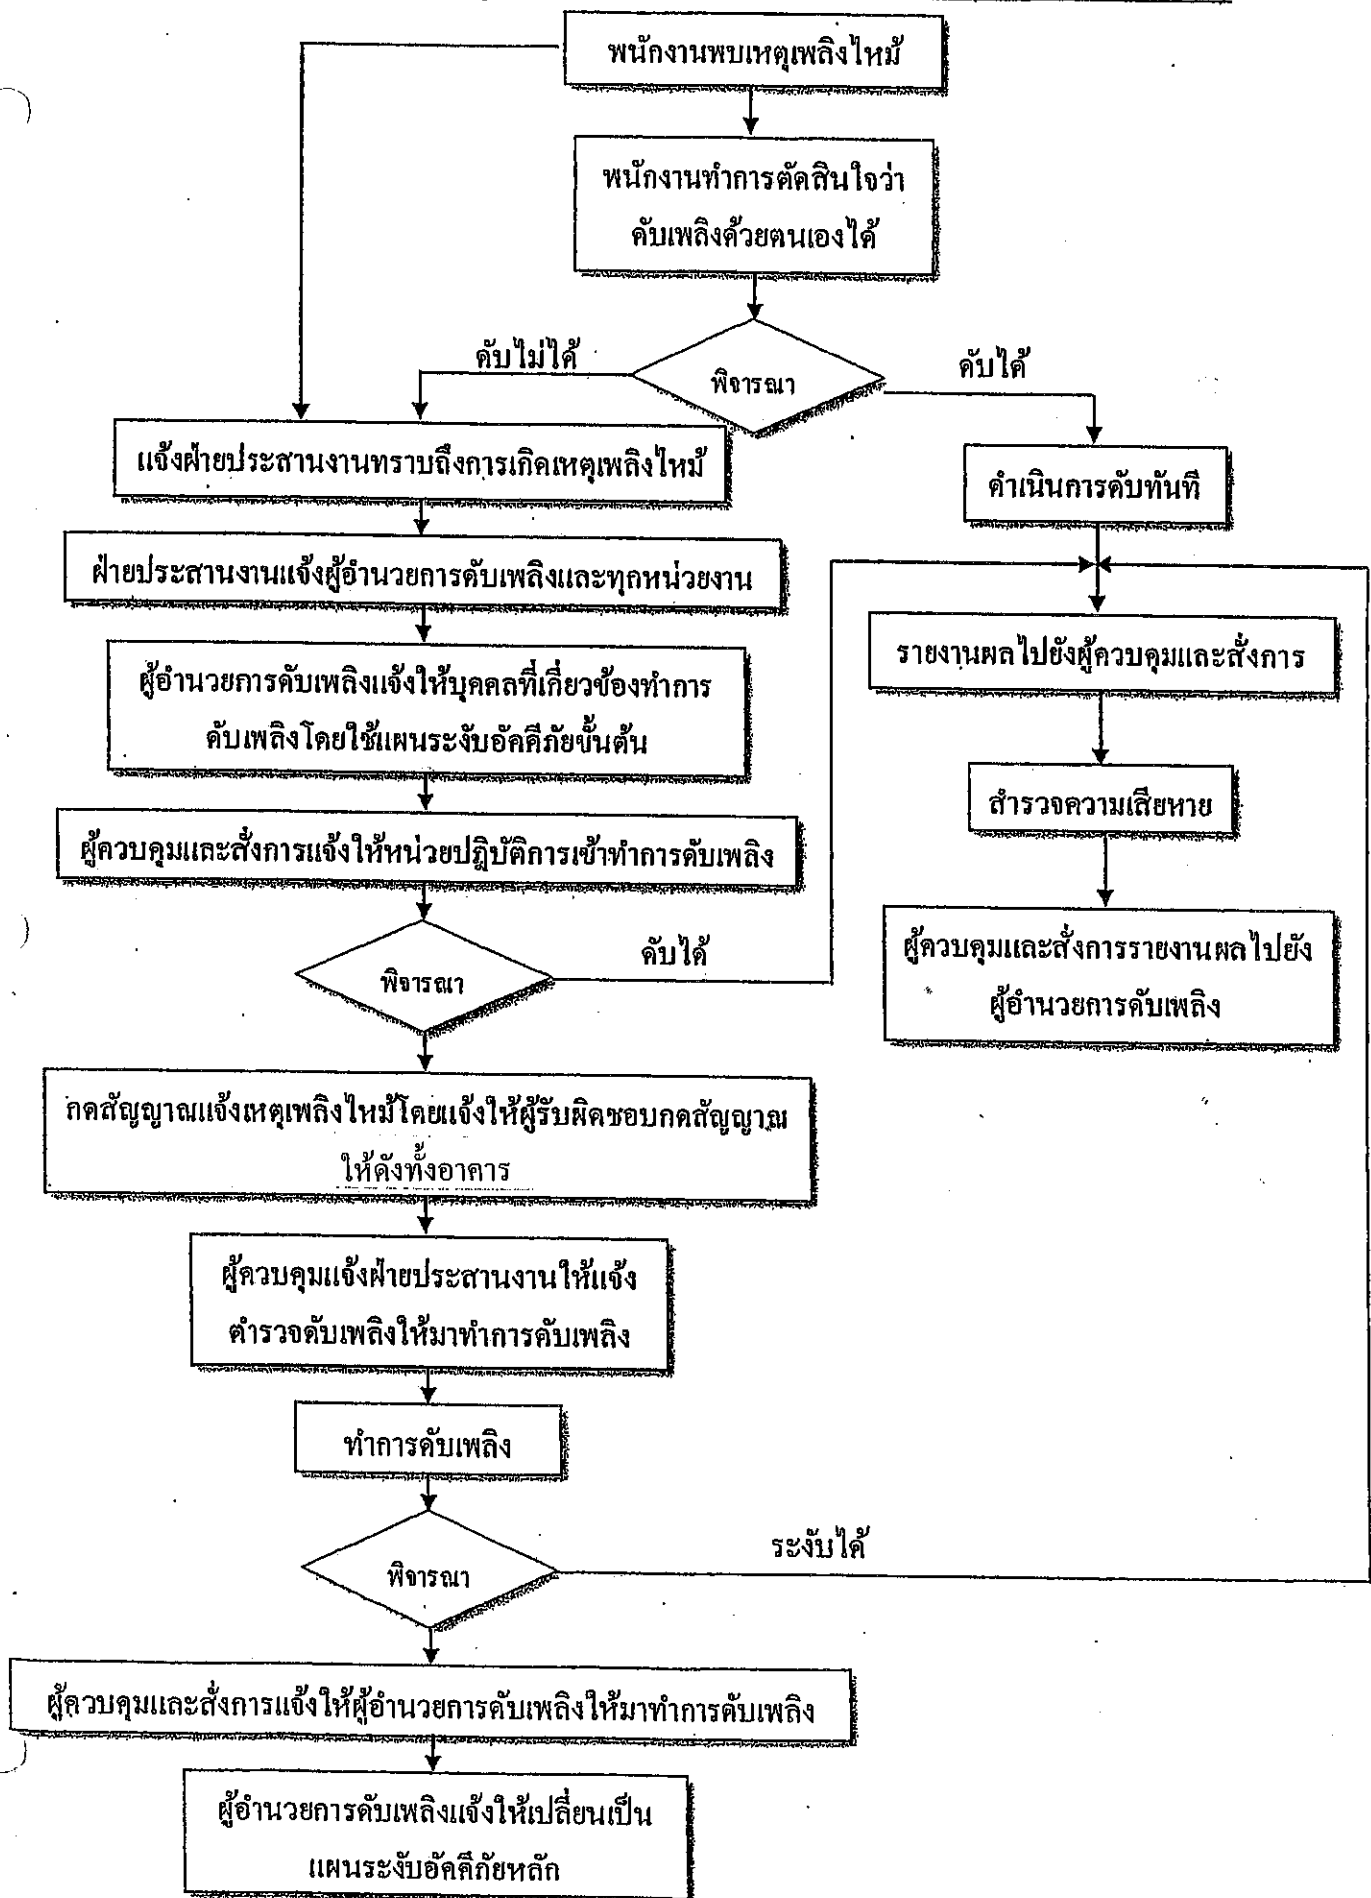 พนักงานพบเหตุเพลิงไหม้
พนักงานทำการตัดสินใจว่า
ดับเพลิงด้วยตนเองได้
พิจารณา
ดับไม่ได้
ดับได้
แจ้งฝ่ายประสานงานทราบถึงการเกิดเหตุเพลิงไหม้
ดำเนินการดับทันที
ฝ่ายประสานงานแจ้งผู้อำนวยการดับเพลิงและทุกหน่วยงาน
รายงานผลไปยังผู้ควบคุมและสั่งการ
ผู้อำนวยการดับเพลิงแจ้งให้บุคคลที่เกี่ยวข้องทำการ
ดับเพลิงโดยใช้แผนระงับอัคคีภัยขั้นต้น
สำรวจความเสียหาย
ผู้ควบคุมและสั่งการแจ้งให้หน่วยปฏิบัติการเข้าทำการดับเพลิง
ผู้ควบคุมและสั่งการรายงานผลไปยัง
ผู้อำนวยการดับเพลิง
พิจารณา
ดับได้
กดสัญญาณแจ้งเหตุเพลิงไหม้โดยแจ้งให้ผู้รับผิดชอบกดสัญญาณ
ให้ดังทั้งอาคาร
ผู้ควบคุมแจ้งฝ่ายประสานงานให้แจ้ง
ตำรวจดับเพลิงให้มาทำการดับเพลิง
ทำการดับเพลิง
พิจารณา
ระงับได้
ผู้ควบคุมและสั่งการแจ้งให้ผู้อำนวยการดับเพลิงให้มาทำการดับเพลิง
ผู้อำนวยการดับเพลิงแจ้งให้เปลี่ยนเป็น
แผนระงับอัคคีภัยหลัก